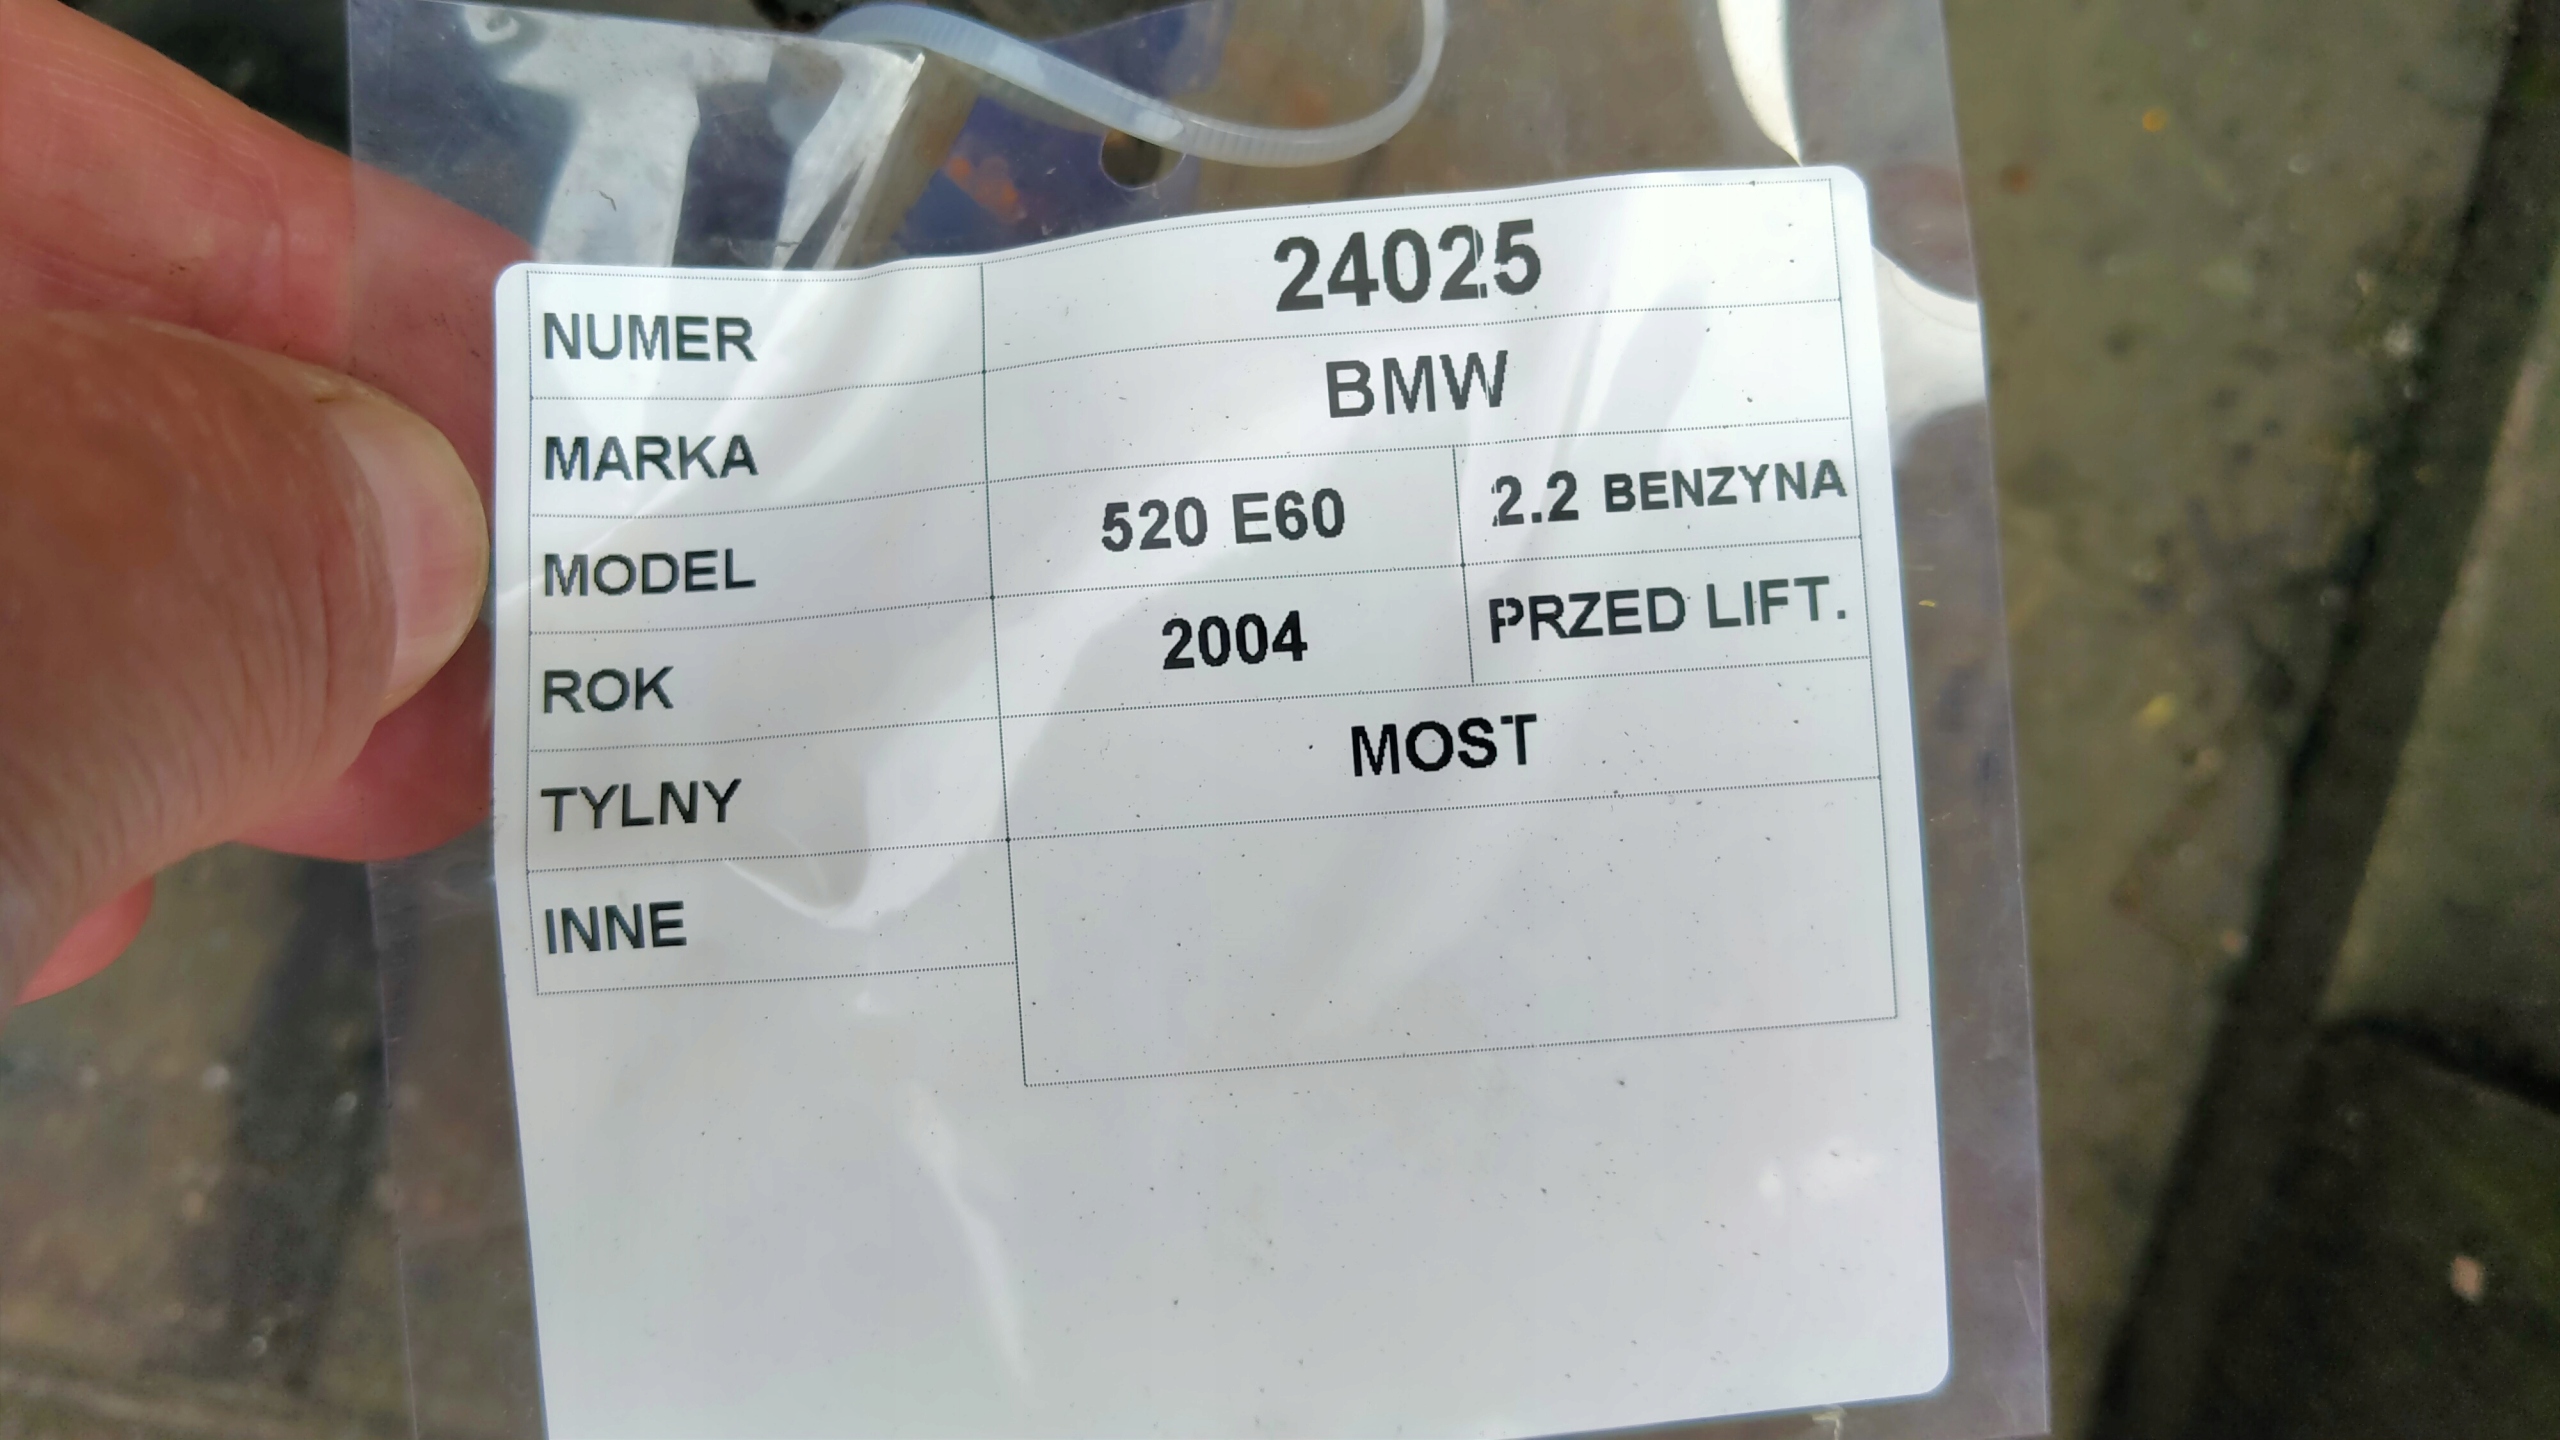 NUMER 24025
MARKA BMW
MODEL 520 E60 2.2 BENZYNA
ROK 2004 PRZED LIFT.
TYLNY MOST
INNE